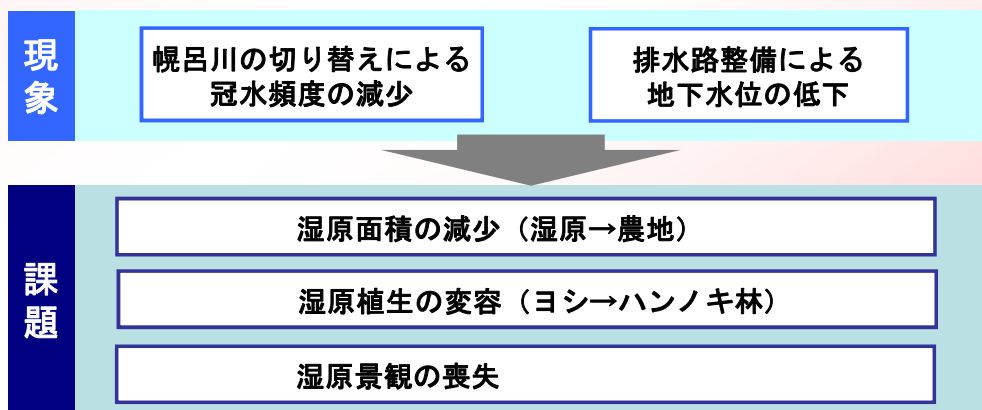 現象
幌呂川の切り替えによる
冠水頻度の減少
排水路整備による
地下水位の低下
課題
湿原面積の減少（湿原→農地）
湿原植生の変容（ヨシ→ハンノキ林）
湿原景観の喪失